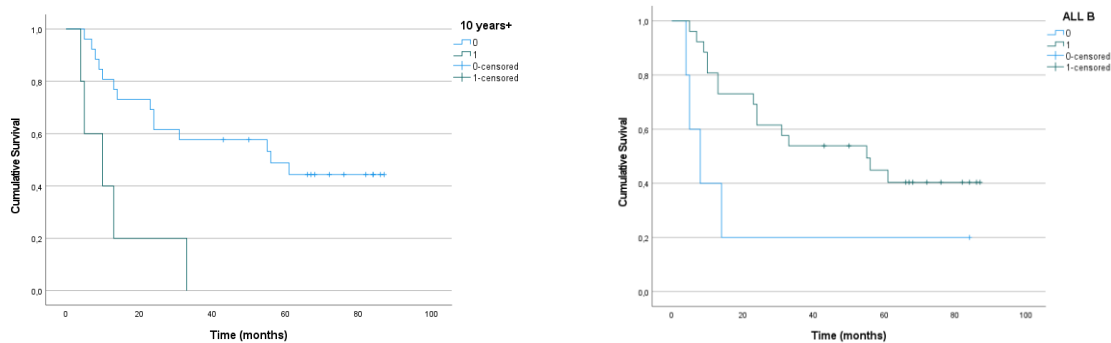 10 years+
0
1
0-censored
1-censored
1,0
0,8
0,6
0,4
0,2
0,0
0 20 40 60 80 100
Cumulative Survival
Time (months)
ALL B
0
1
0-censored
1-censored
1,0
0,8
0,6
0,4
0,2
0,0
0 20 40 60 80 100
Cumulative Suvival
Time (months)